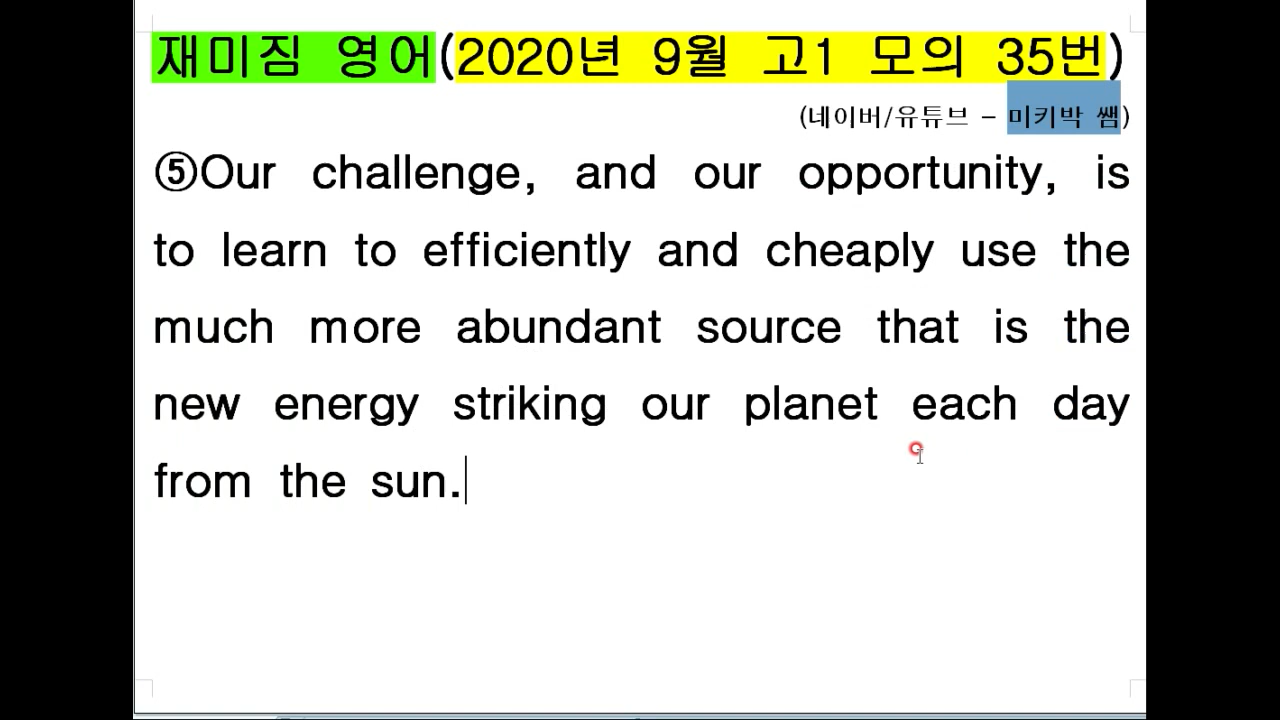 재미짐 영어(2020년 9월 고1 모의 35번)
(네이버/유튜브 - 미키박 쌤)
⑤Our challenge, and our opportunity, is
to learn to efficiently and cheaply use the
much more abundant source that is the
new energy striking our planet each day
from the sun.